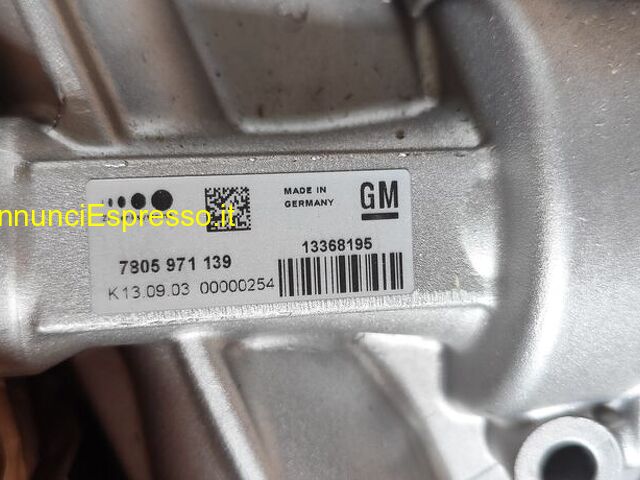 MADE IN
GERMANY
GM
nnunciEspresso.it
13368195
7805 971 139
K13.09.03 00000254